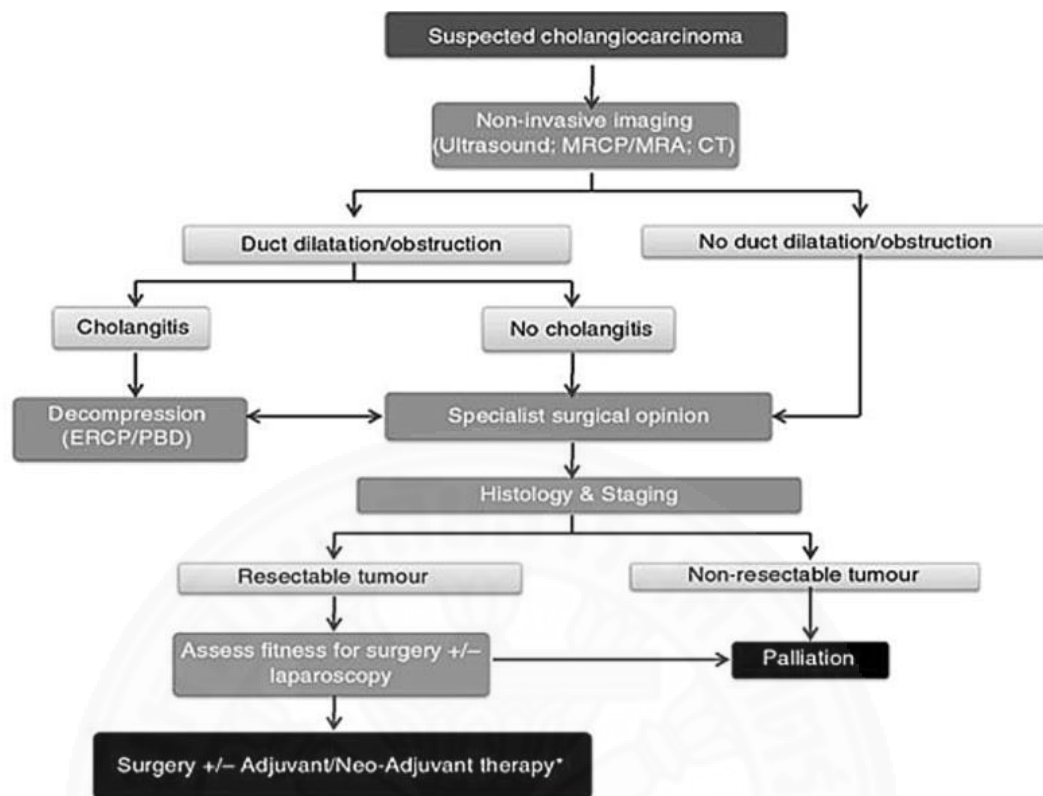 Suspected cholangiocarcinoma
Non-invasive imaging
(Ultrasound; MRCP/MRA; CT)
Duct dilatation/obstruction
No duct dilatation/obstruction
Cholangitis
No cholangitis
Decompression
(ERCP/PBD)
Specialist surgical opinion
Histology & Staging
Resectable tumour
Non-resectable tumour
Assess fitness for surgery +/–
laparoscopy
Palliation
Surgery +/– Adjuvant/Neo-Adjuvant therapy*